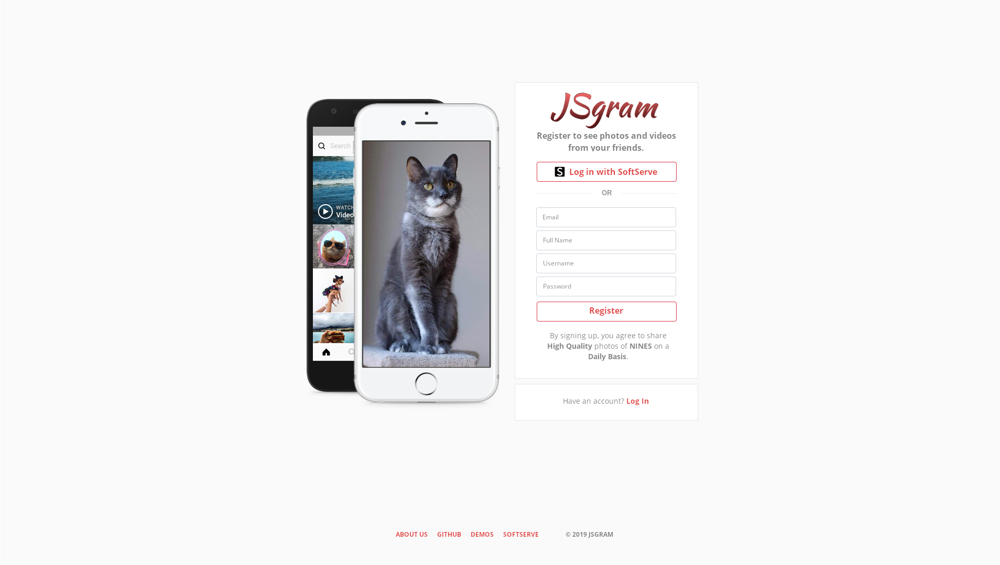 Search
WATCH
Video
JSgram
Register to see photos and videos
from your friends.
S Log in with SoftServe
OR
Email
Full Name
Username
Password
Register
By signing up, you agree to share
High Quality photos of NINES on a
Daily Basis.
Have an account? Log In
ABOUT US GITHUB DEMOS SOFTSERVE © 2019 JSGRAM